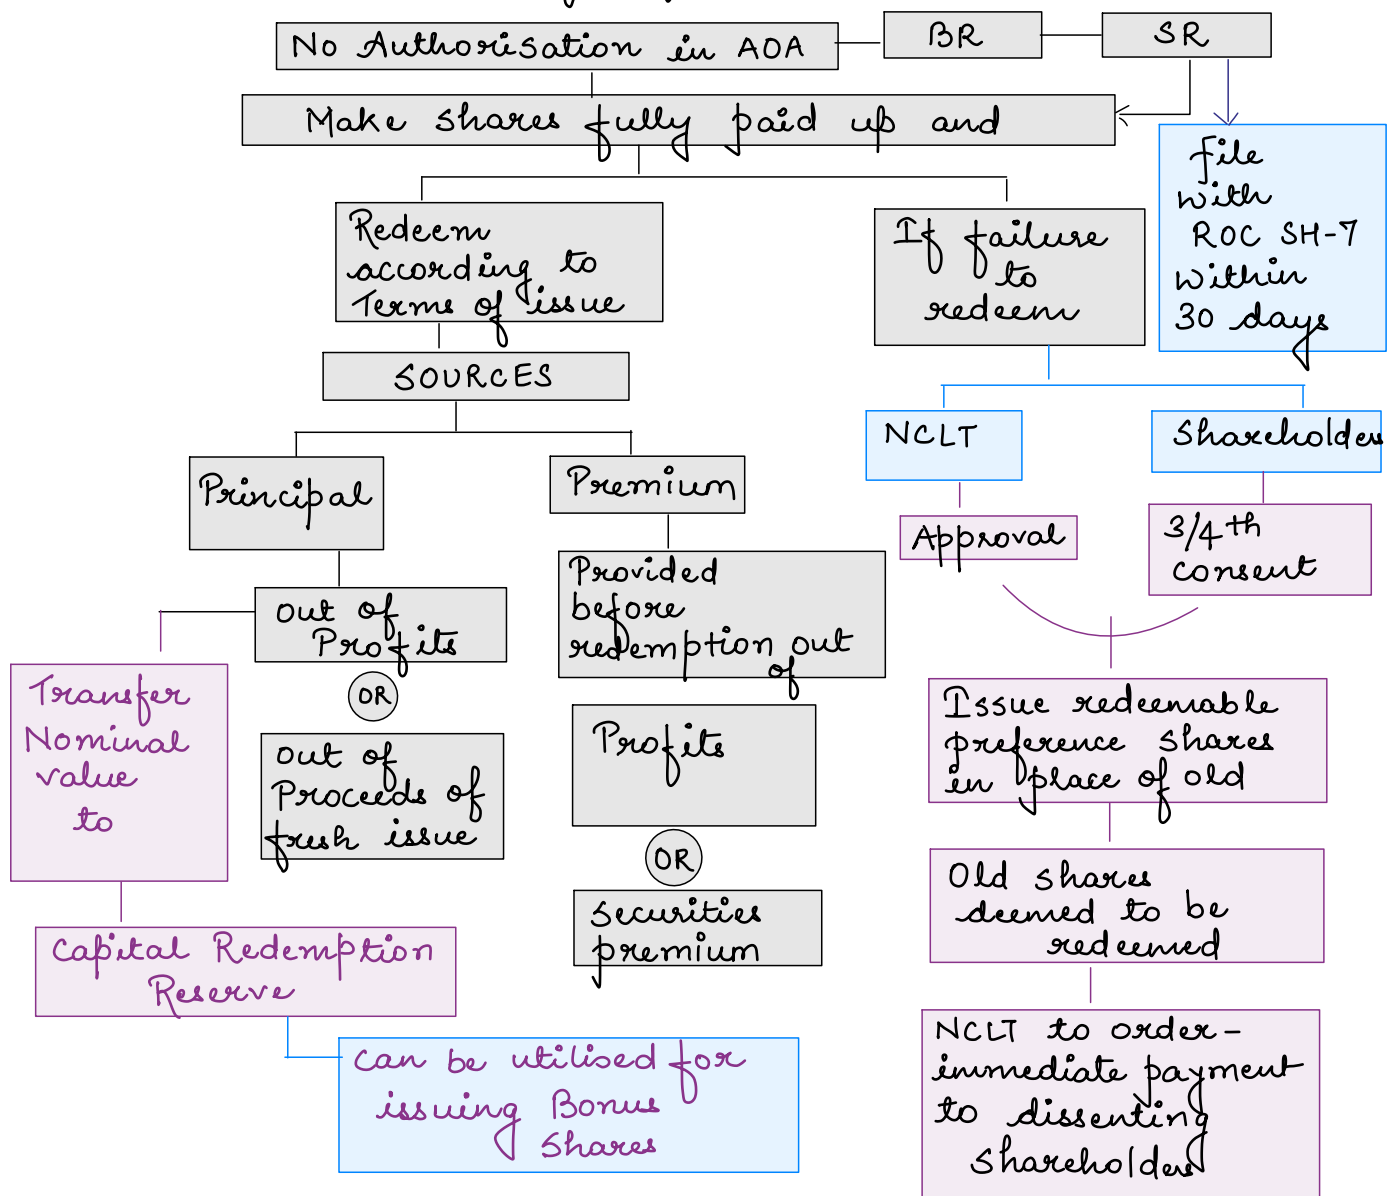 No Authorisation in AOA
BR
SR
Make shares fully paid up and
file
with
ROC SH-7
within
30 days
Redeem
according to
Terms of issue
If failure
to
redeem
SOURCES
NCLT
Shareholders
Principal
Premium
Approval
3/4th
consent
out of
Profits
Provided
before
redemption out
of
Transfer
Nominal
value
to
OR
out of
Proceeds of
fresh issue
Profits
OR
Securities
premium
Issue redeemable
preference shares
in place of old
Old shares
deemed to be
redeemed
Capital Redemption
Reserve
can be utilised for
issuing Bonus
Shares
NCLT to order-
immediate payment
to dissenting
Shareholders